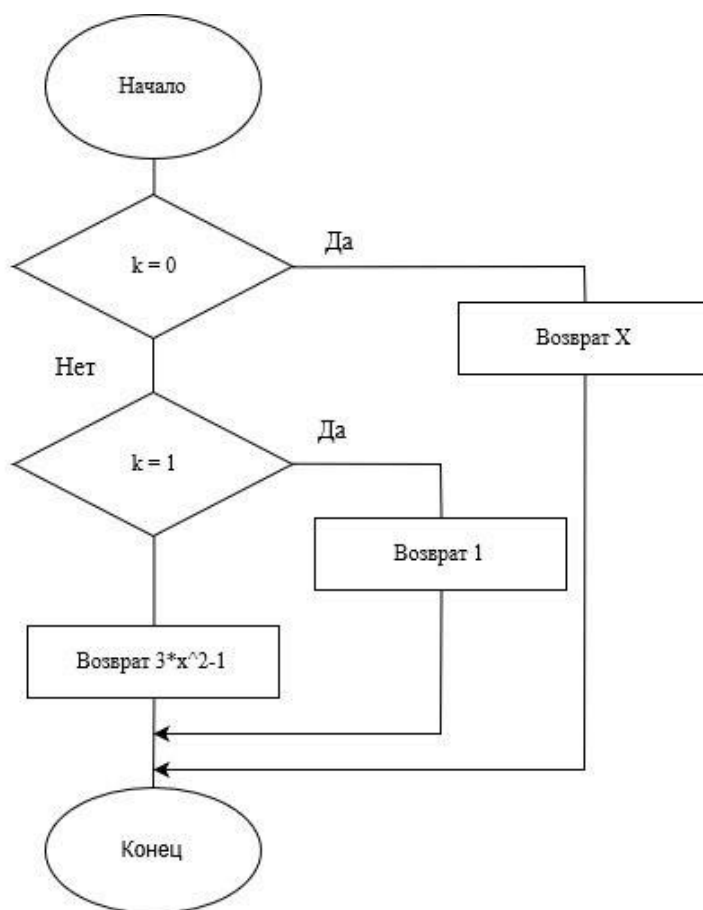 Начало
k = 0
Да
Возврат X
Нет
k = 1
Да
Возврат 1
Возврат 3*x^2-1
Конец